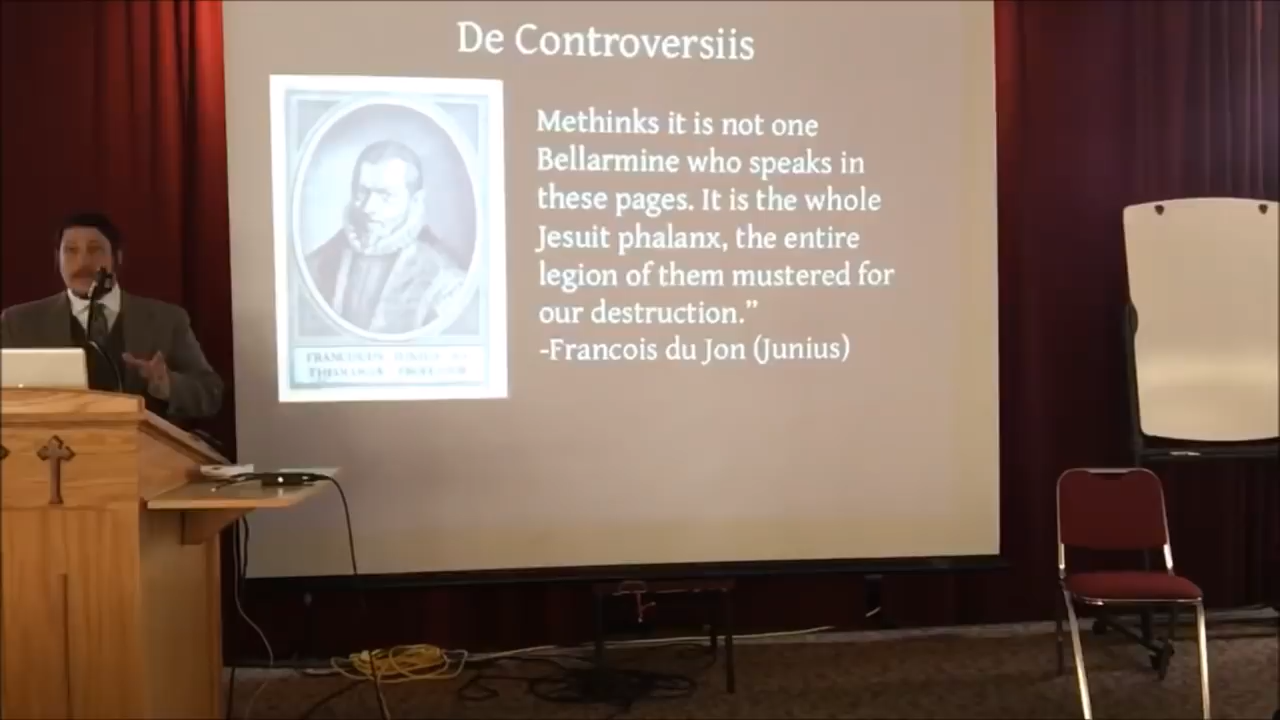 De Controversiis
Methinks it is not one
Bellarmine who speaks in
these pages. It is the whole
Jesuit phalanx, the entire
legion of them mustered for
our destruction.”
-Francois du Jon (Junius)